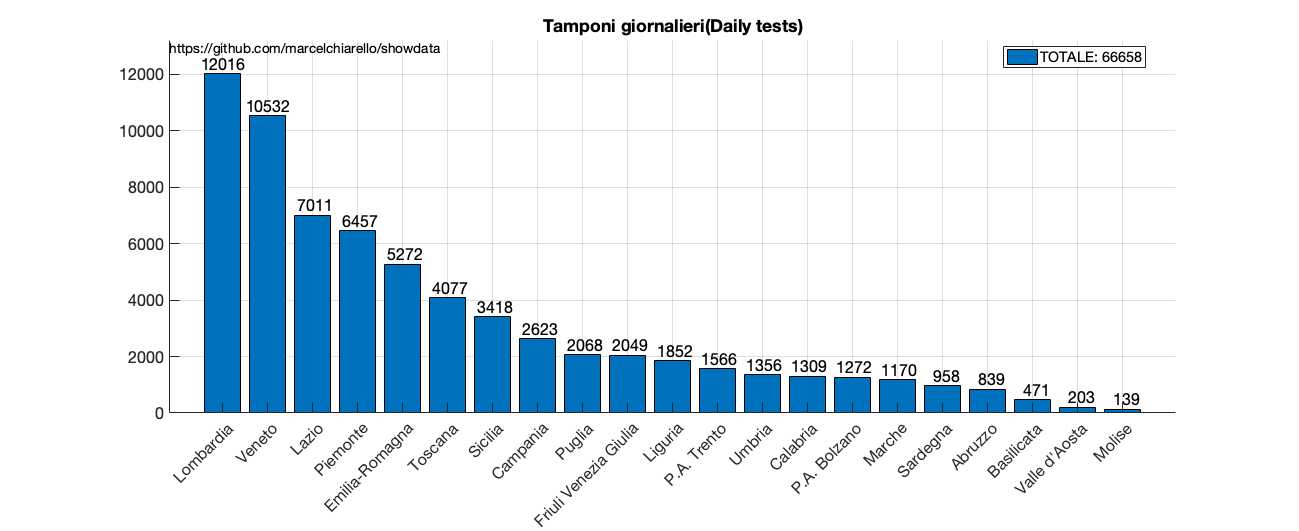 Tamponi giornalieri(Daily tests)
https://github.com/marcelchiarello/showdata
TOTALE: 66658
12000
10000
8000
6000
4000
2000
0
12016
10532
7011
6457
5272
4077
3418
2623
2068
2049
1852
1566
1356
1309
1272
1170
958
839
471
203
139
Lombardia
Veneto
Lazio
Piemonte
Emilia-Romagna
Toscana
Sicilia
Campania
Puglia
Friuli Venezia Giulia
Liguria
P.A. Trento
Umbria
Calabria
P.A. Bolzano
Marche
Sardegna
Abruzzo
Basilicata
Valle d'Aosta
Molise